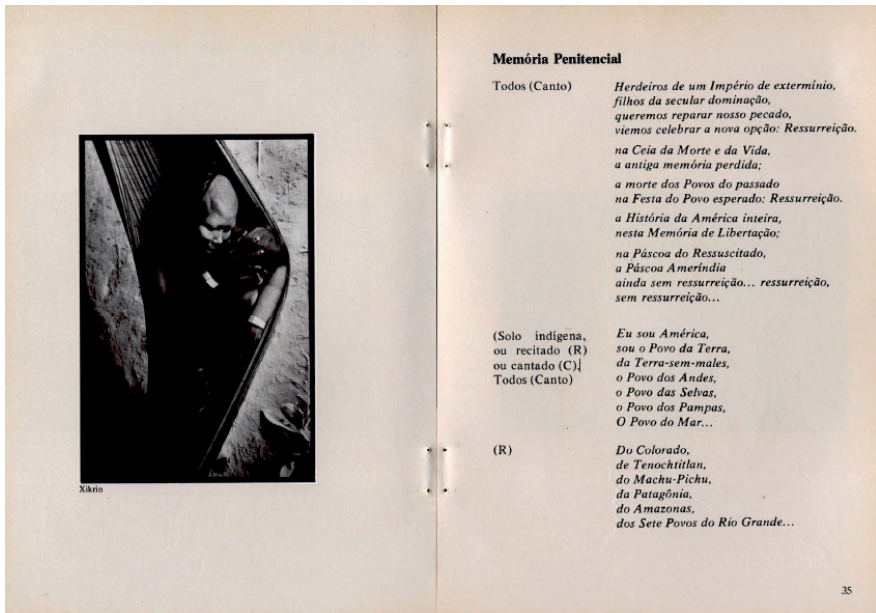 Xikrin
Memória Penitencial
Todos (Canto)
Herdeiros de um Império de extermínio,
filhos da secular dominação,
queremos reparar nosso pecado,
viemos celebrar a nova opção: Ressurreição.
na Ceia da Morte e da Vida,
a antiga memória perdida;
a morte dos Povos do passado
na Festa do Povo esperado: Ressurreição.
a História da América inteira,
nesta Memória de Libertação;
na Páscoa do Ressuscitado,
a Páscoa Ameríndia
ainda sem ressurreição... ressurreição,
sem ressurreição...
(Solo indígena,
ou recitado (R)
ou cantado (C).
Todos (Canto)
Eu sou América,
sou o Povo da Terra,
da Terra-sem-males,
o Povo dos Andes,
o Povo das Selvas,
o Povo dos Pampas,
O Povo do Mar...
(R)
Do Colorado,
de Tenochtitlan,
do Machu-Pichu,
da Patagônia,
do Amazonas,
dos Sete Povos do Rio Grande...
35